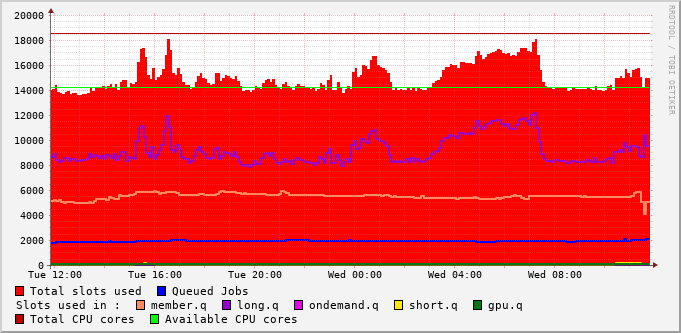 RRDTOOL / TOBI OETIKER
20000
18000
16000
14000
12000
10000
8000
6000
4000
2000
0
Tue 12:00 Tue 16:00 Tue 20:00 Wed 00:00 Wed 04:00 Wed 08:00
Total slots used Queued Jobs
Slots used in : member.q long.q ondemand.q short.q gpu.q
Total CPU cores Available CPU cores